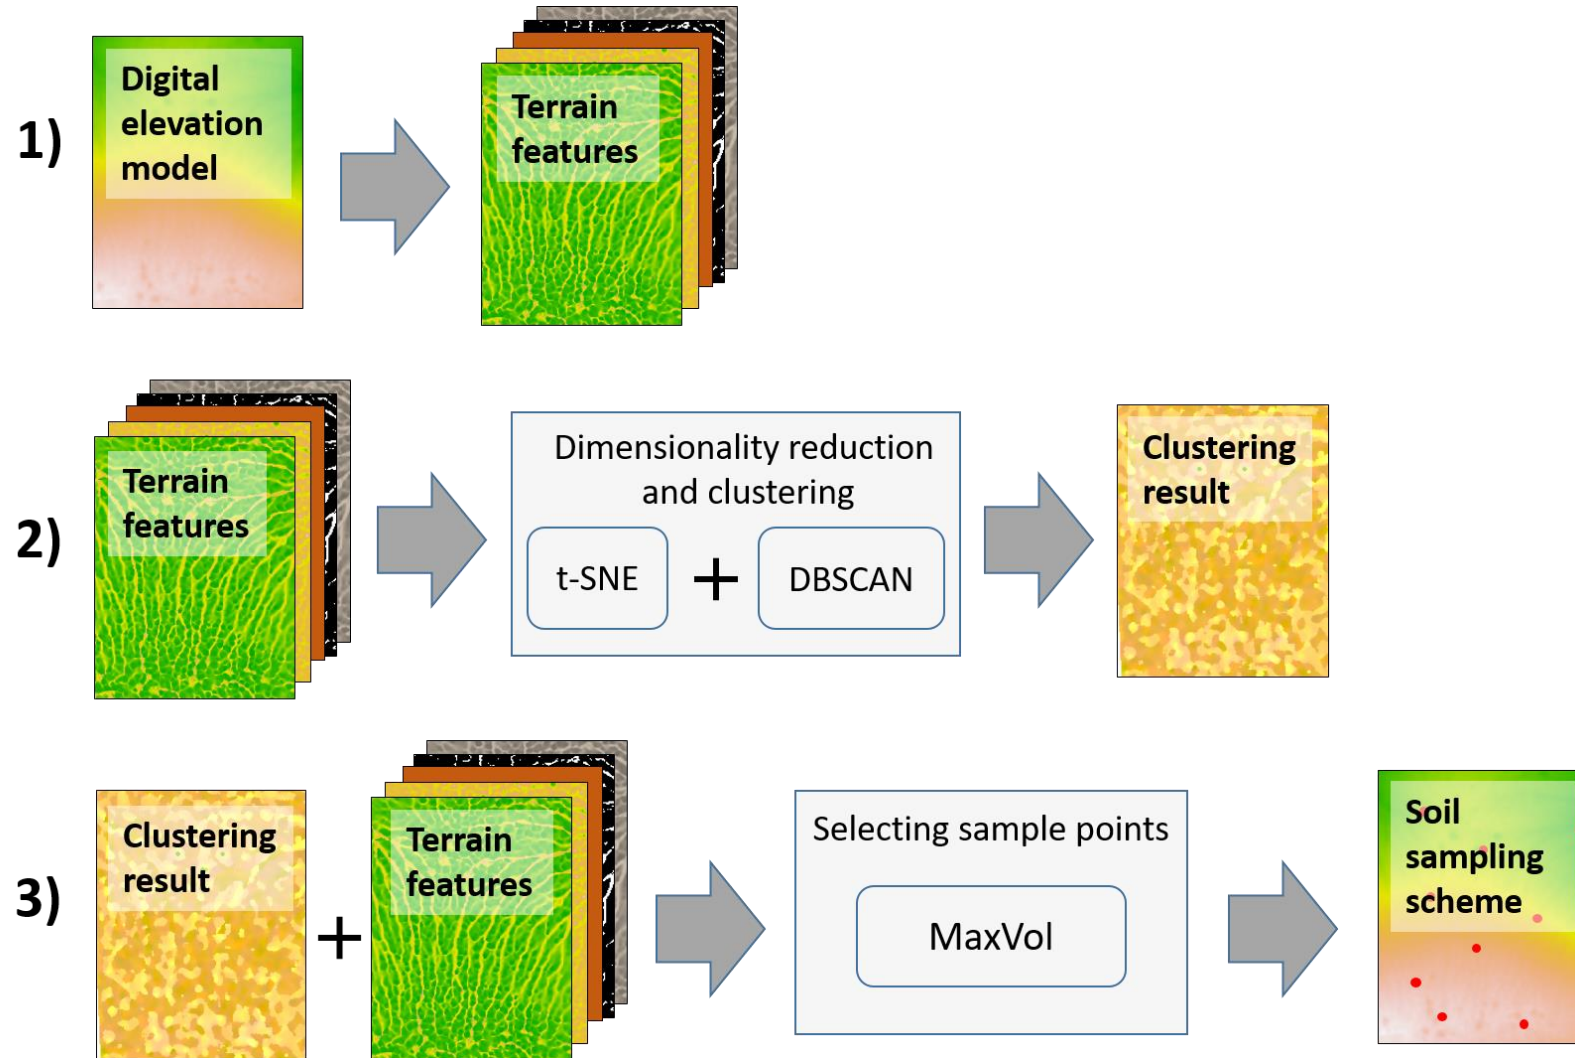 1)
Digital
elevation
model
Terrain
features
2)
Terrain
features
Dimensionality reduction
and clustering
t-SNE
+
DBSCAN
Clustering
result
3)
Clustering
result
+
Terrain
features
Selecting sample points
MaxVol
Soil
sampling
scheme